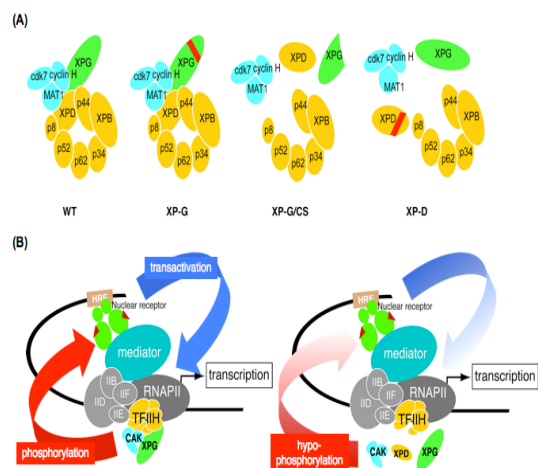 (A)
XPG
cdk7 cyclin H
MAT1
XPD
p44
XPB
p8
p52
p62
p34
WT
XPG
cdk7 cyclin H
MAT1
XPD
p44
XPB
p8
p52
p62
p34
XP-G
cdk7 cyclin H
MAT1
XPD
XPG
p44
XPB
p8
p52
p62
p34
XP-G/CS
cdk7 cyclin H
MAT1
XPG
XPD
p44
XPB
p8
p52
p62
p34
XP-D
(B)
transactivation
HRE
Nuclear receptor
mediator
transcription
IIB
IID
IIF
IIE
RNAPII
TFIIH
CAK
XPG
phosphorylation
HRE
Nuclear receptor
mediator
transcription
IIB
IID
IIF
IIE
RNAPII
TFIIH
CAK
XPD
XPG
hypo-
phosphorylation